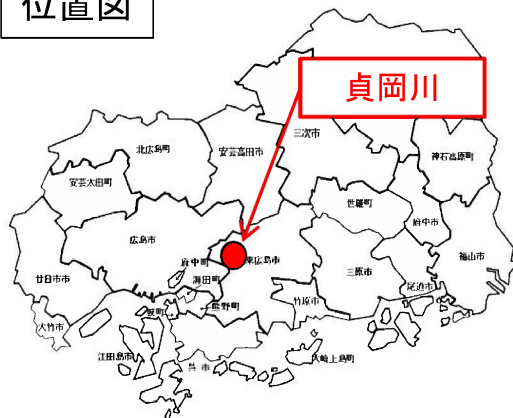 位置図
貞岡川
三次市
北広島町
安芸高田市
神石高原町
安芸太田町
世羅町
府中市
広島市
府中町
東広島市
三原市
福山市
廿日市市
海田町
尾道市
熊野町
竹原市
坂町
大竹市
江田島市
呉市
大崎上島町